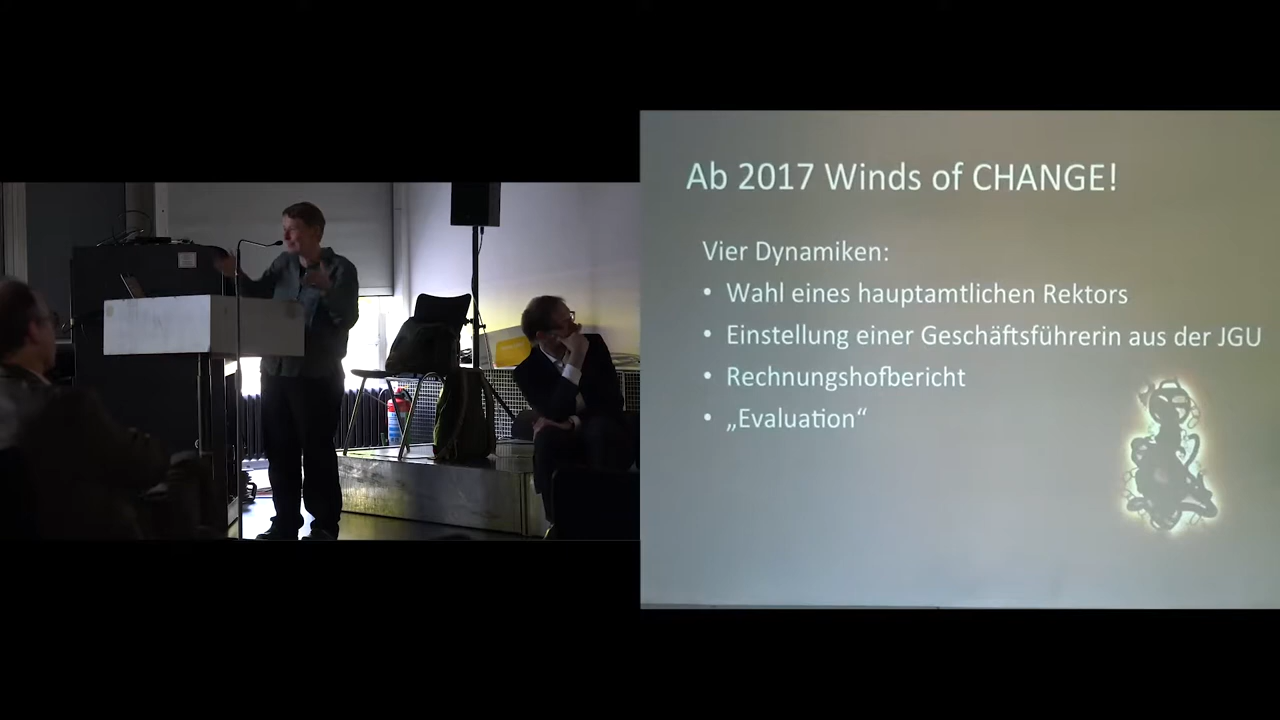 Ab 2017 Winds of CHANGE!
Vier Dynamiken:
• Wahl eines hauptamtlichen Rektors
• Einstellung einer Geschäftsführerin aus der JGU
• Rechnungshofbericht
• „Evaluation“